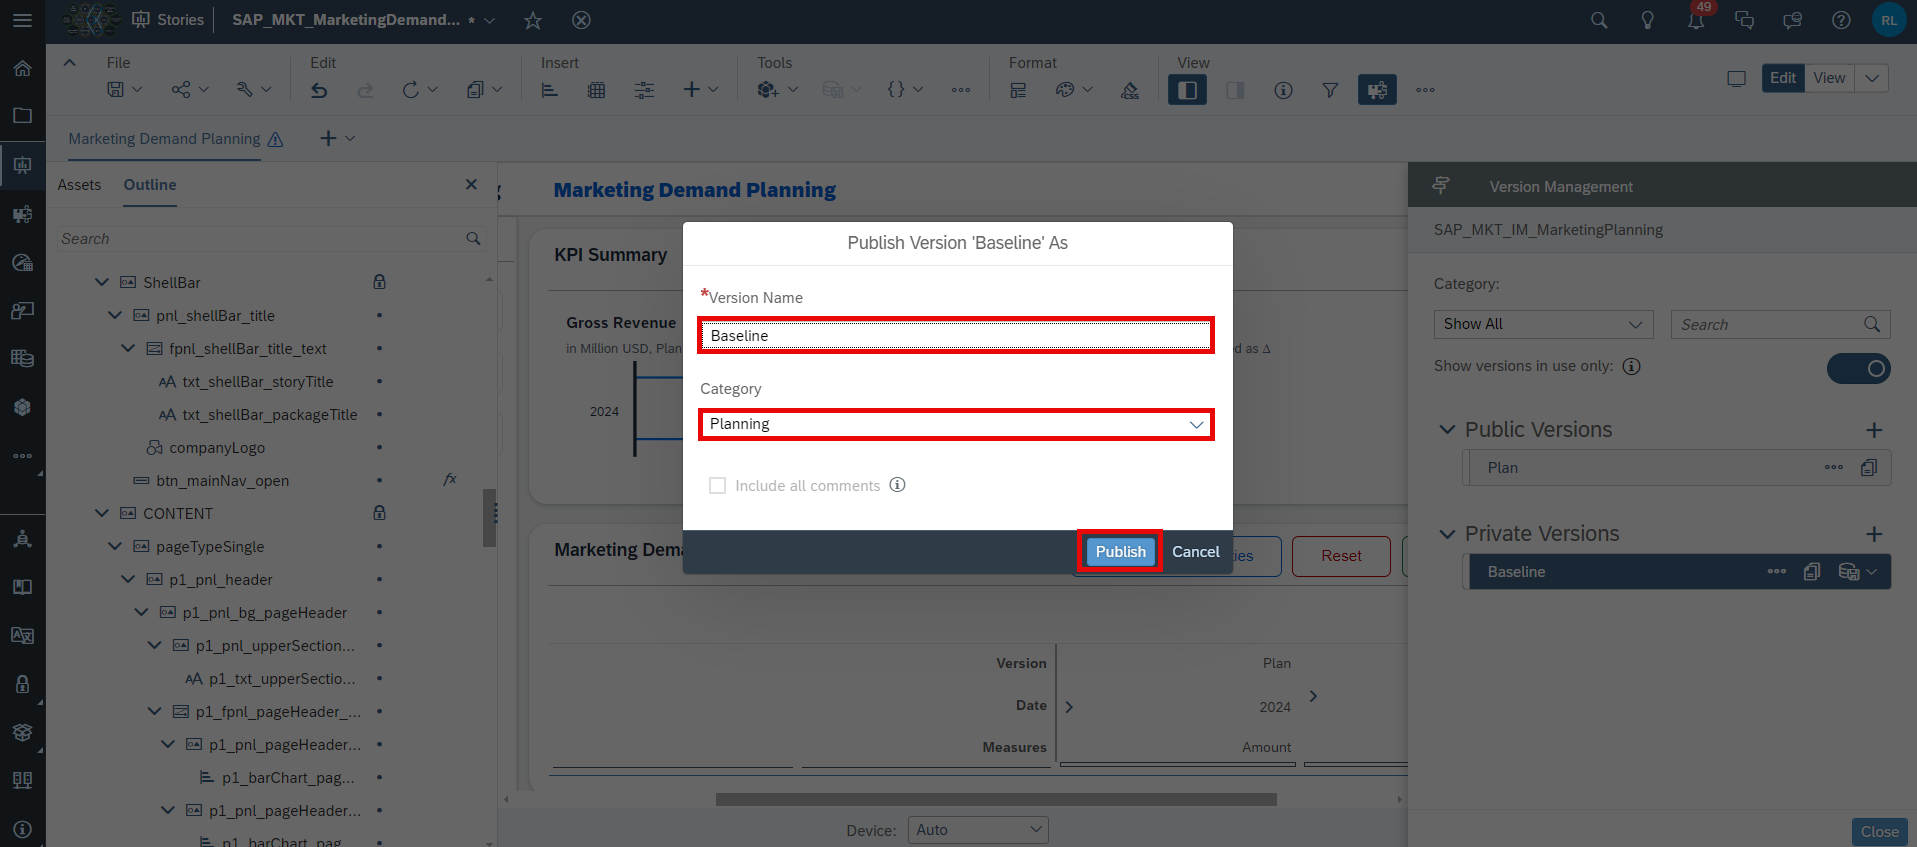 Stories
SAP_MKT_MarketingDemand... *
49
RL
File
Edit
Insert
Tools
Format
View
CSS
Edit
View
Marketing Demand Planning
Assets
Outline
Search
ShellBar
pnl_shellBar_title
fpnl_shellBar_title_text
txt_shellBar_storyTitle
txt_shellBar_packageTitle
companyLogo
btn_mainNav_open
fx
CONTENT
pageTypeSingle
p1_pnl_header
p1_pnl_bg_pageHeader
p1_pnl_upperSection...
p1_txt_upperSectio...
p1_fpnl_pageHeader_...
p1_pnl_pageHeader...
p1_barChart_pag...
p1_pnl_pageHeader...
p1_barChart_pag...
Marketing Demand Planning
KPI Summary
Gross Revenue
in Million USD, Plan
d as Δ
2024
Marketing Dema
ies
Reset
Version
Plan
Date
2024
Measures
Amount
Device:
Auto
Publish Version 'Baseline' As
*Version Name
Baseline
Category
Planning
Include all comments
Publish
Cancel
Version Management
SAP_MKT_IM_MarketingPlanning
Category:
Show All
Search
Show versions in use only:
Public Versions
Plan
Private Versions
Baseline
Close